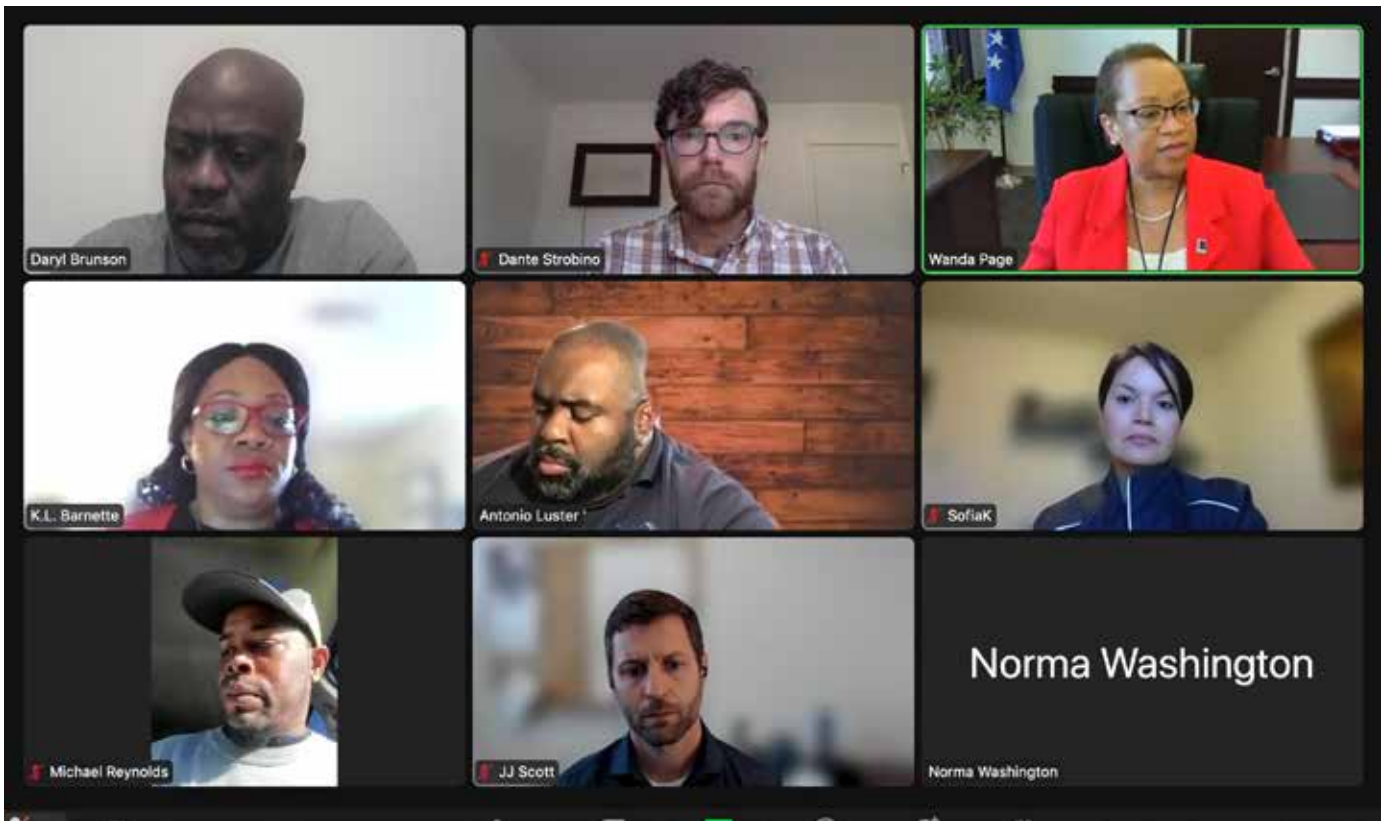 Daryl Brunson
Dante Strobino
Wanda Page
K.L. Barnette
Antonio Luster
SofiaK
Michael Reynolds
JJ Scott
Norma Washington
Norma Washington